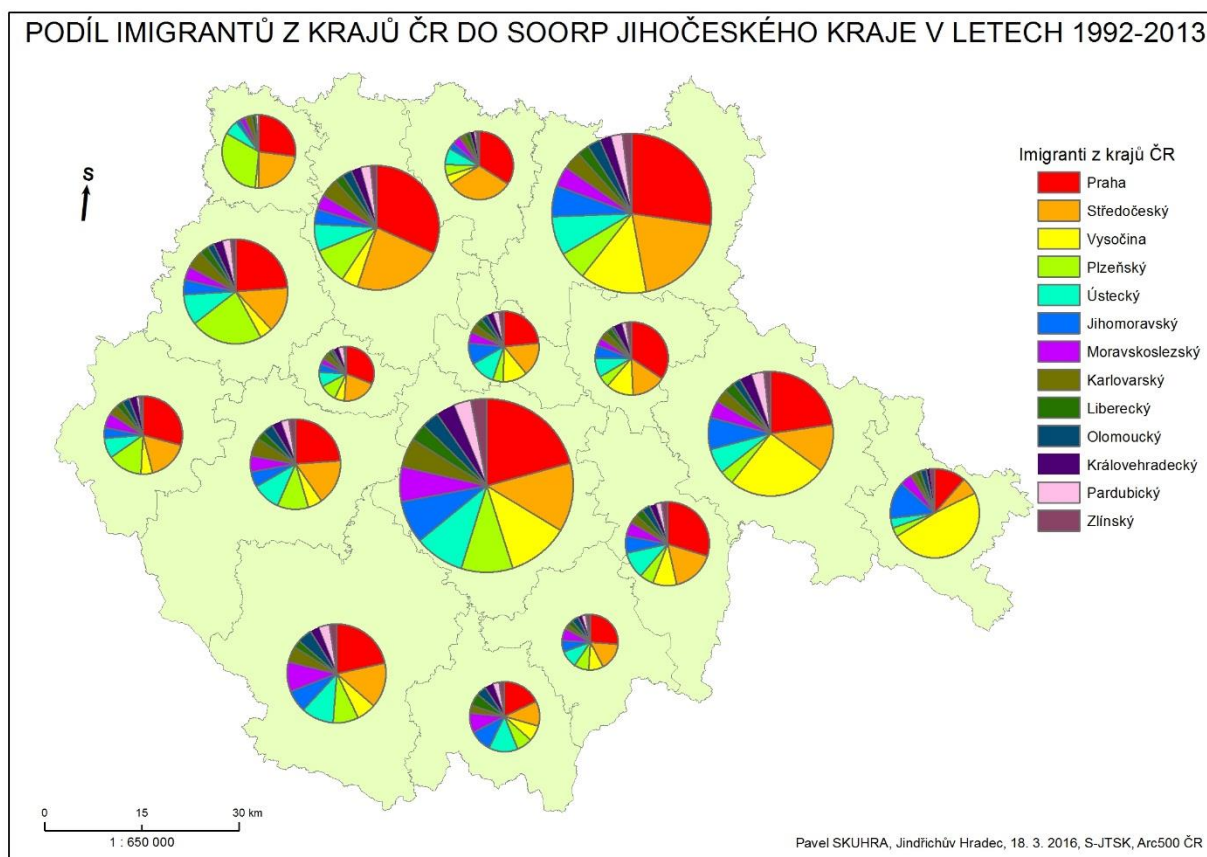 PODÍL IMIGRANTŮ Z KRAJŮ ČR DO SOORP JIHOČESKÉHO KRAJE V LETECH 1992-2013
S
Imigranti z krajů ČR
Praha
Středočeský
Vysočina
Plzeňský
Ústecký
Jihomoravský
Moravskoslezský
Karlovarský
Liberecký
Olomoucký
Královehradecký
Pardubický
Zlínský
0 15 30 km
1 : 650 000
Pavel SKUHRA, Jindřichův Hradec, 18. 3. 2016, S-JTSK, Arc500 ČR